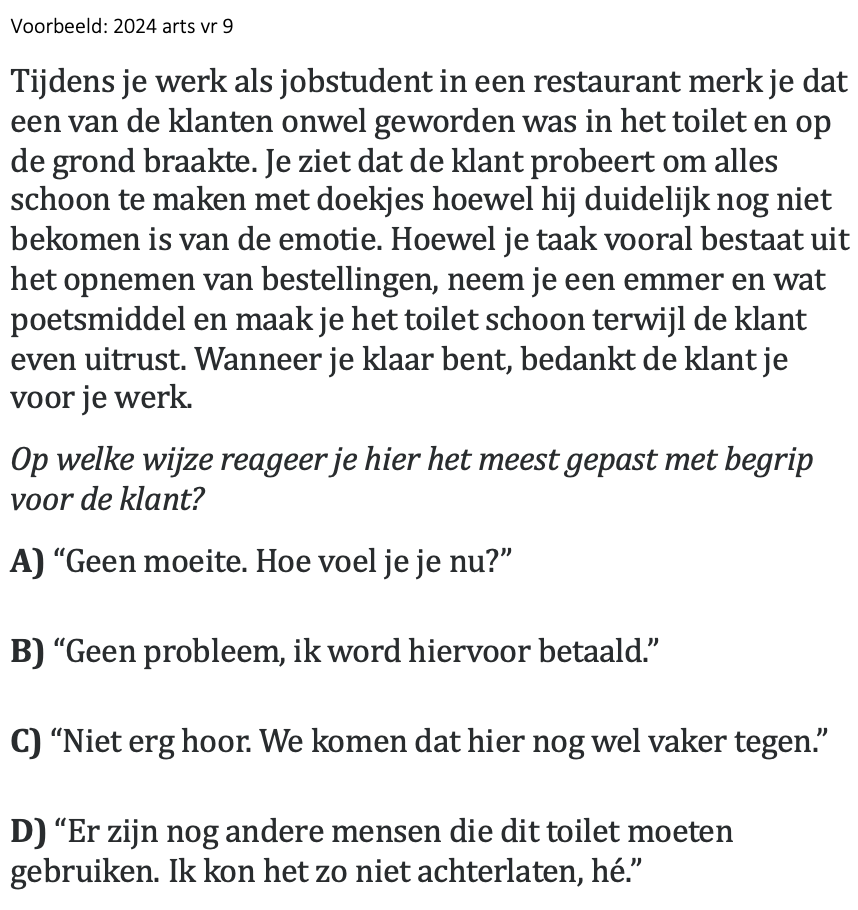 Voorbeeld: 2024 arts vr 9
Tijdens je werk als jobstudent in een restaurant merk je dat
een van de klanten onwel geworden was in het toilet en op
de grond braakte. Je ziet dat de klant probeert om alles
schoon te maken met doekjes hoewel hij duidelijk nog niet
bekomen is van de emotie. Hoewel je taak vooral bestaat uit
het opnemen van bestellingen, neem je een emmer en wat
poetsmiddel en maak je het toilet schoon terwijl de klant
even uitrust. Wanneer je klaar bent, bedankt de klant je
voor je werk.
Op welke wijze reageer je hier het meest gepast met begrip
voor de klant?
A) “Geen moeite. Hoe voel je je nu?”
B) “Geen probleem, ik word hiervoor betaald.”
C) “Niet erg hoor. We komen dat hier nog wel vaker tegen.”
D) “Er zijn nog andere mensen die dit toilet moeten
gebruiken. Ik kon het zo niet achterlaten, hé.”